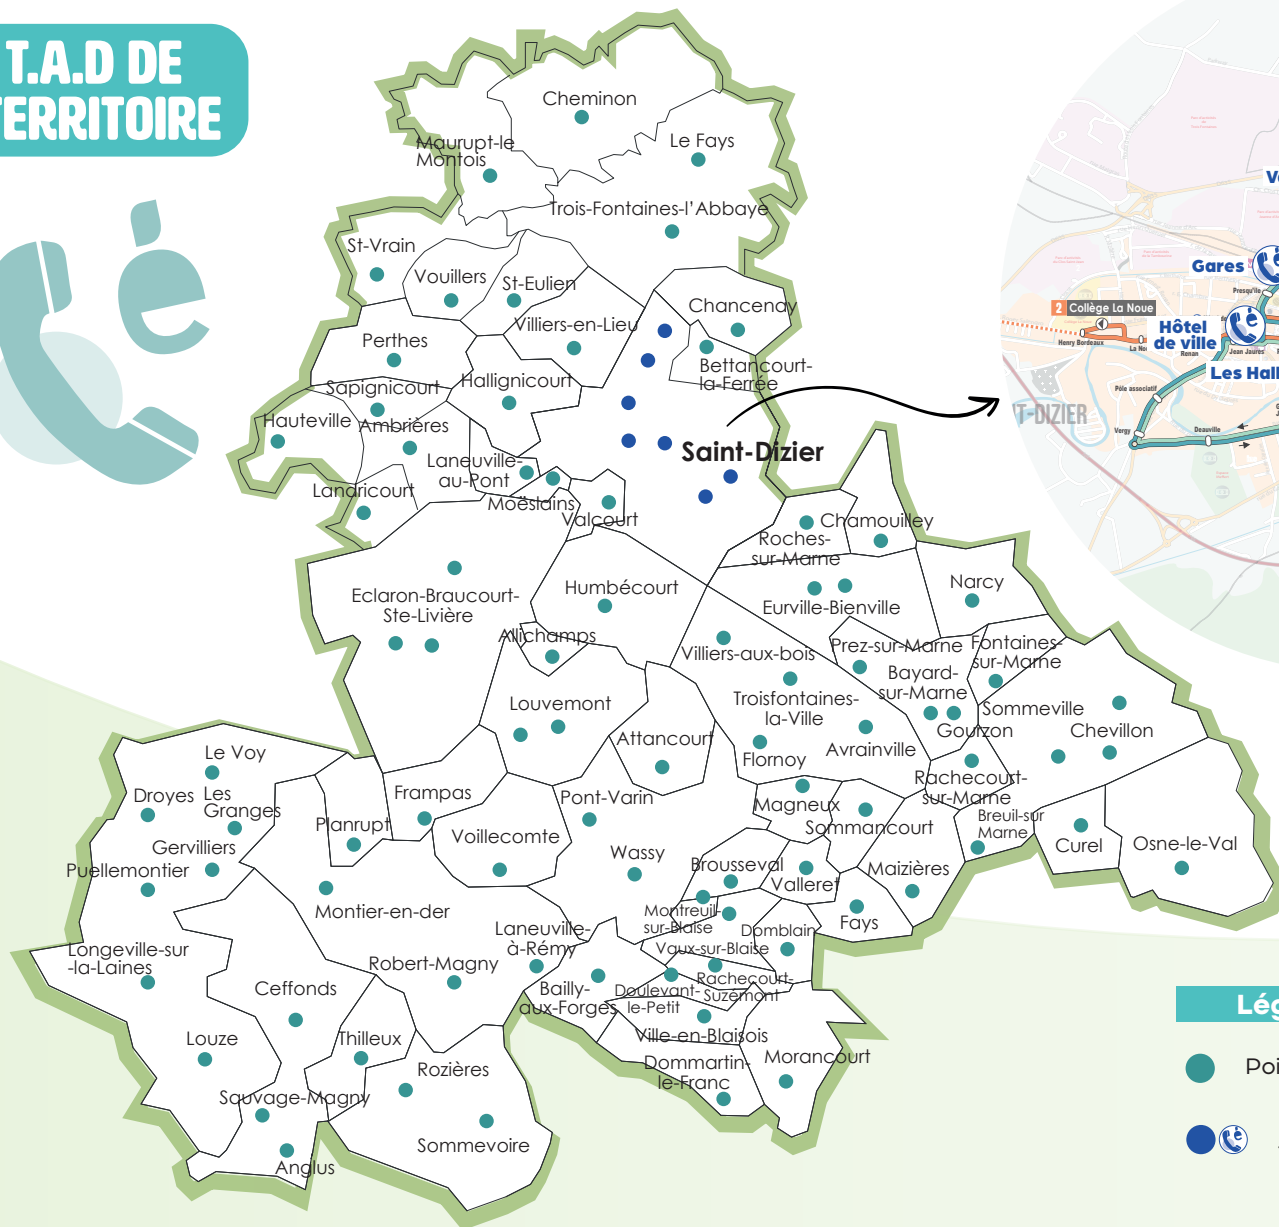 T.A.D DE
TERRITOIRE
Cheminon
Le Fays
Maurupt-le
Montois
Trois-Fontaines-l'Abbaye
St-Vrain
Vouillers
St-Eulien
Chancenay
Villiers-en-Lieu
Perthes
Bettancourt-
la-Ferrée
Sapignicourt
Hallignicourt
Hauteville
Ambrières
Saint-Dizier
Laneuville-
au-Pont
Landricourt
Moëslains
Valcourt
Chamouilley
Roches-
sur-Marne
Eclaron-Braucourt-
Ste-Livière
Humbécourt
Narcy
Eurville-Bienville
Allichamps
Villiers-aux-bois
Prez-sur-Marne
Fontaines-
sur-Marne
Bayard-
sur-Marne
Troisfontaines-
la-Ville
Sommeville
Louvemont
Gourzon
Chevillon
Attancourt
Avrainville
Flornoy
Le Voy
Rachecourt-
sur-Marne
Droyes
Les
Granges
Frampas
Pont-Varin
Magneux
Breuil-sur
Marne
Planrupt
Sommancourt
Voillecomte
Curel
Osne-le-Val
Gervilliers
Wassy
Brousseval
Maizières
Puellemontier
Valleret
Montier-en-der
Montreuil-
sur-Blaise
Fays
Laneuville-
à-Rémy
Domblain
Longeville-sur
-la-Laines
Vaux-sur-Blaise
Robert-Magny
Rachecourt-
Suzémont
Ceffonds
Bailly-
aux-Forges
Doulevant-
le-Petit
Louze
Thilleux
Ville-en-Blaisois
Dommartin-
le-Franc
Morancourt
Rozières
Sauvage-Magny
Sommevoire
Anglus
Gares
Presqu'île
2 Collège La Noue
Henry Bordeaux
Hôtel
de ville
Renan
Jean Jaurès
Les Hall
Pôle associatif
T-DIZIER
Vergy
Deauville
Lég
Poi